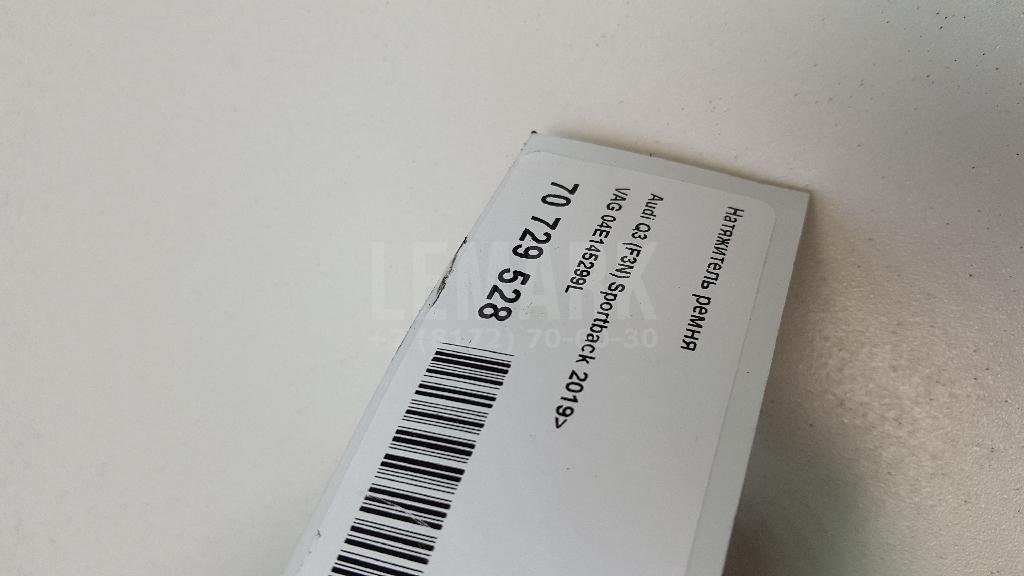 Натяжитель ремня
Audi Q3 (F3N) Sportback 2019>
VAG 04E145299L
70 729 528
LEMARK